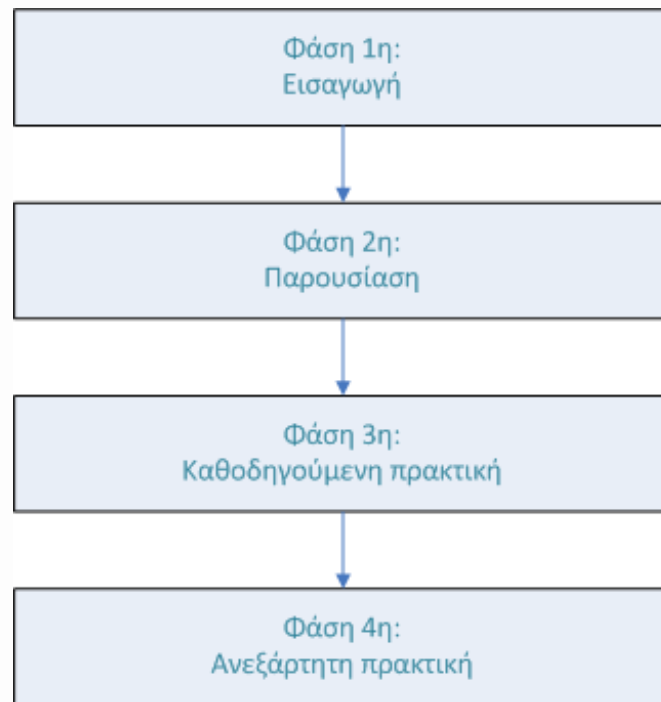 Φάση 1η:
Εισαγωγή
Φάση 2η:
Παρουσίαση
Φάση 3η:
Καθοδηγούμενη πρακτική
Φάση 4η:
Ανεξάρτητη πρακτική